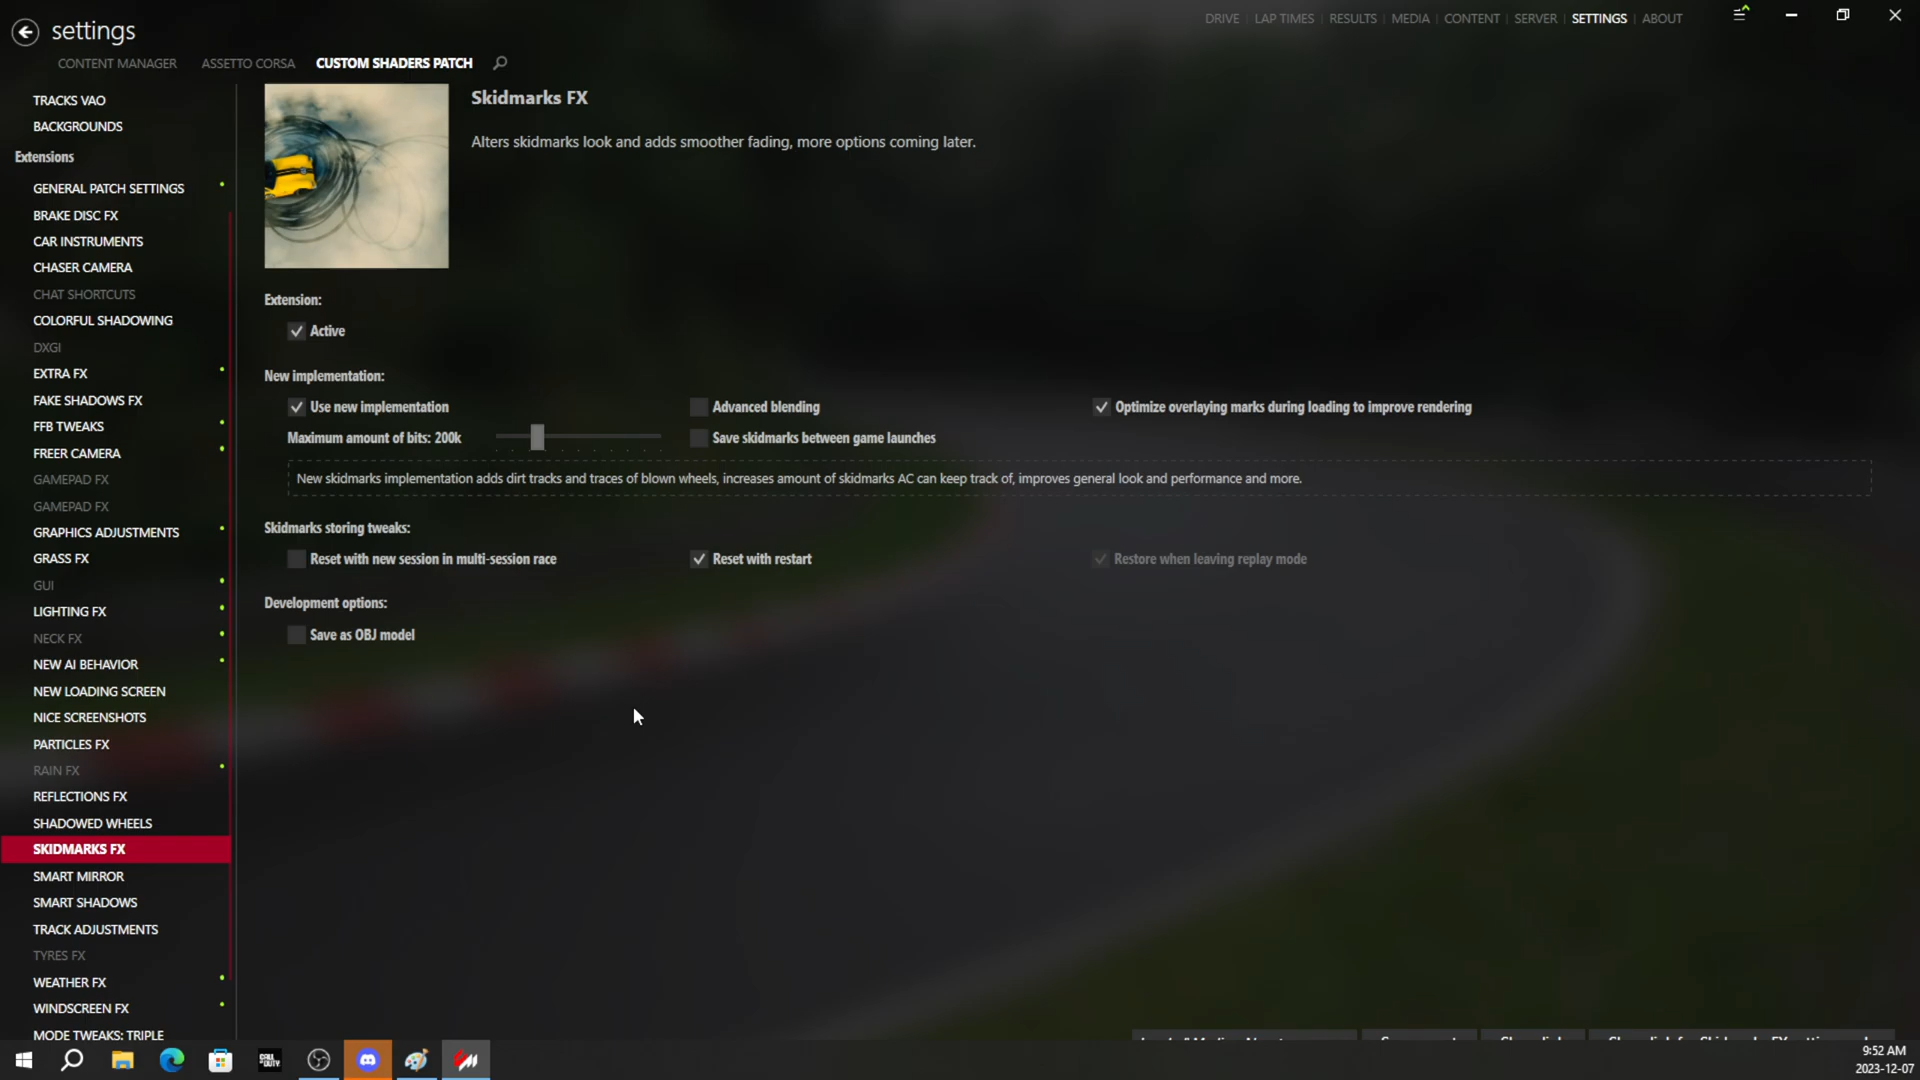 settings
DRIVE | LAP TIMES | RESULTS | MEDIA | CONTENT | SERVER | SETTINGS | ABOUT
CONTENT MANAGER ASSETTO CORSA CUSTOM SHADERS PATCH
TRACKS VAO
BACKGROUNDS
Extensions
GENERAL PATCH SETTINGS
BRAKE DISC FX
CAR INSTRUMENTS
CHASER CAMERA
CHAT SHORTCUTS
COLORFUL SHADOWING
DXGI
EXTRA FX
FAKE SHADOWS FX
FFB TWEAKS
FREER CAMERA
GAMEPAD FX
GAMEPAD FX
GRAPHICS ADJUSTMENTS
GRASS FX
GUI
LIGHTING FX
NECK FX
NEW AI BEHAVIOR
NEW LOADING SCREEN
NICE SCREENSHOTS
PARTICLES FX
RAIN FX
REFLECTIONS FX
SHADOWED WHEELS
SKIDMARKS FX
SMART MIRROR
SMART SHADOWS
TRACK ADJUSTMENTS
TYRES FX
WEATHER FX
WINDSCREEN FX
MODE TWEAKS: TRIPLE
Skidmarks FX
Alters skidmarks look and adds smoother fading, more options coming later.
Extension:
Active
New implementation:
Use new implementation Advanced blending Optimize overlaying marks during loading to improve rendering
Maximum amount of bits: 200k Save skidmarks between game launches
New skidmarks implementation adds dirt tracks and traces of blown wheels, increases amount of skidmarks AC can keep track of, improves general look and performance and more.
Skidmarks storing tweaks:
Reset with new session in multi-session race Reset with restart Restore when leaving replay mode
Development options:
Save as OBJ model
CALL OF DUTY
9:52 AM
2023-12-07